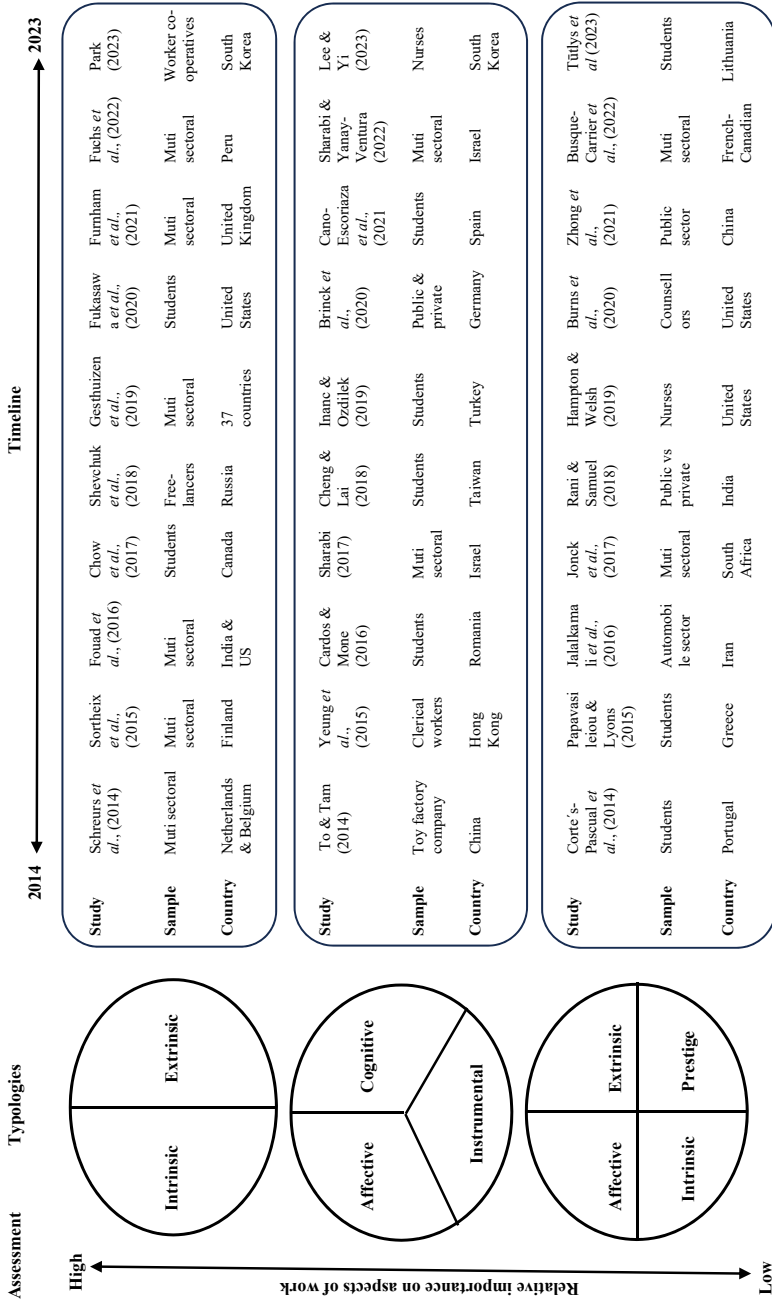 Assessment
Typologies
Timeline
2014
2023
High
Relative importance on aspects of work
Low
Intrinsic
Extrinsic
Study
Schreurs et
al., (2014)
Sortheix
et al.,
(2015)
Fouad et
al., (2016)
Chow
et al.,
(2017)
Shevchuk
et al.,
(2018)
Gesthuizen
et al.,
(2019)
Fukasaw
a et al.,
(2020)
Furnham
et al.,
(2021)
Fuchs et
al., (2022)
Park
(2023)
Sample
Muti sectoral
Muti
sectoral
Muti
sectoral
Students
Free-
lancers
Muti
sectoral
Students
Muti
sectoral
Muti
sectoral
Worker co-
operatives
Country
Netherlands
& Belgium
Finland
India &
US
Canada
Russia
37
countries
United
States
United
Kingdom
Peru
South
Korea
Affective
Cognitive
Instrumental
Study
To & Tam
(2014)
Yeung et
al.,
(2015)
Cardos &
Mone
(2016)
Sharabi
(2017)
Cheng &
Lai
(2018)
Inanc &
Ozdilek
(2019)
Brinck et
al.,
(2020)
Cano-
Escoriaza
et al.,
(2021
Sharabi &
Yanay-
Ventura
(2022)
Lee &
Yi
(2023)
Sample
Toy factory
company
Clerical
workers
Students
Muti
sectoral
Students
Students
Public &
private
Students
Muti
sectoral
Nurses
Country
China
Hong
Kong
Romania
Israel
Taiwan
Turkey
Germany
Spain
Israel
South
Korea
Affective
Extrinsic
Intrinsic
Prestige
Study
Corte´s-
Pascual et
al., (2014)
Papavasi
leiou &
Lyons
(2015)
Jalalkama
li et al.,
(2016)
Jonck et
al.,
(2017)
Rani &
Samuel
(2018)
Hampton &
Welsh
(2019)
Burns et
al.,
(2020)
Zhong et
al.,
(2021)
Busque-
Carrier et
al., (2022)
Tūtlys et
al (2023)
Sample
Students
Students
Automobi
le sector
Muti
sectoral
Public vs
private
Nurses
Counsell
ors
Public
sector
Muti
sectoral
Students
Country
Portugal
Greece
Iran
South
Africa
India
United
States
United
States
China
French-
Canadian
Lithuania